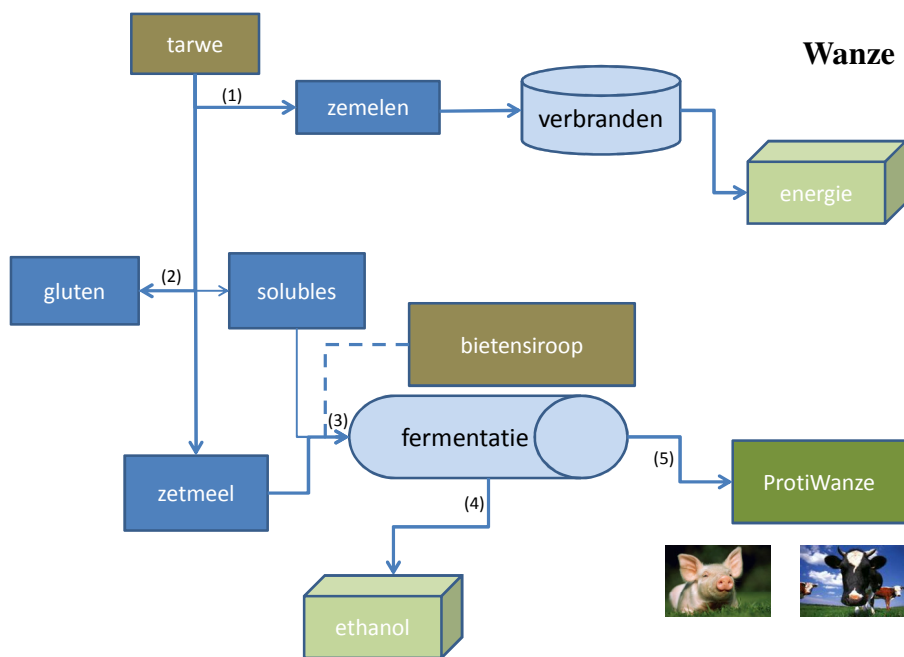 tarwe
Wanze
(1)
zemelen
verbranden
energie
(2)
gluten
solubles
bietensiroop
(3)
fermentatie
(5)
zetmeel
ProtiWanze
(4)
ethanol